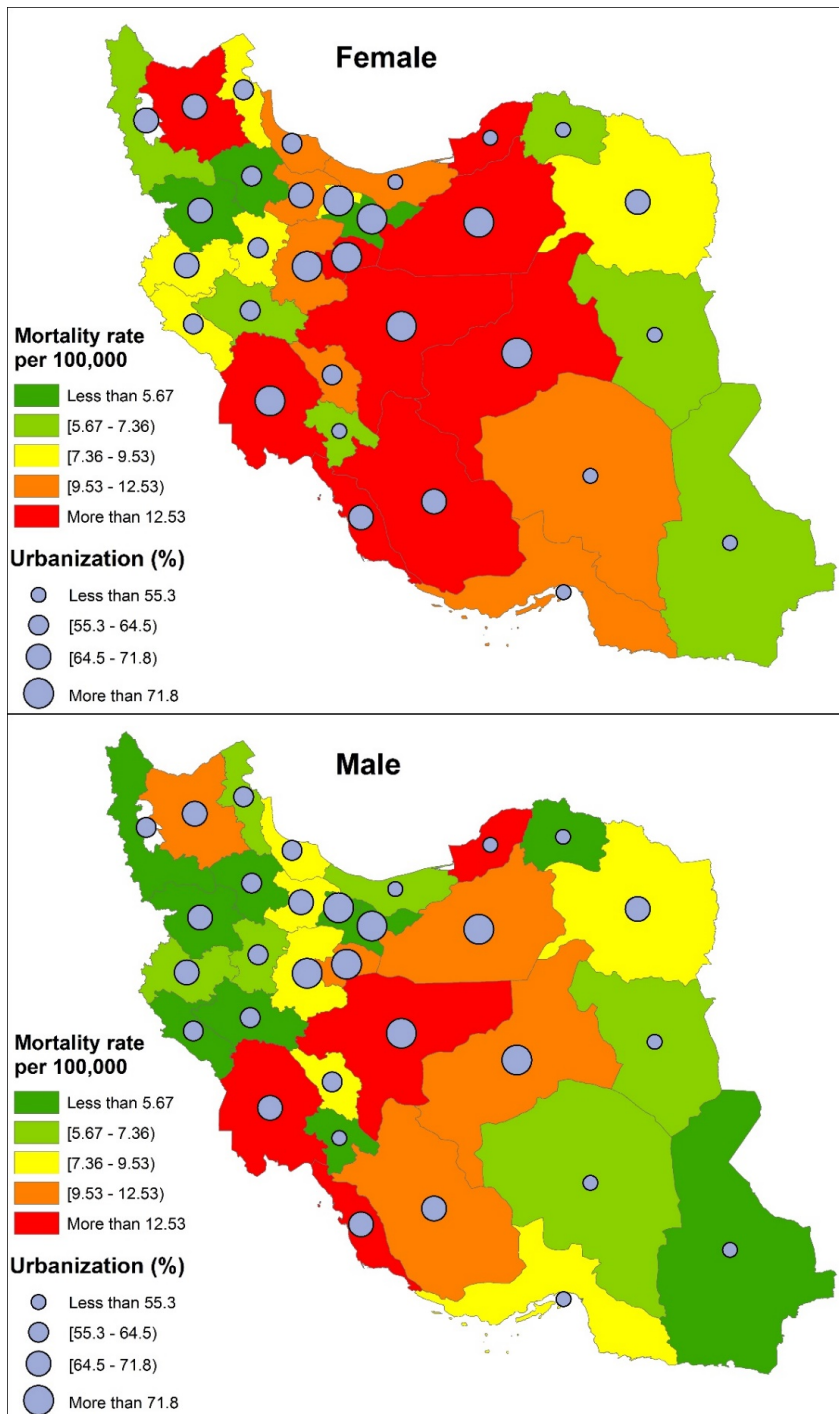 Female
Mortality rate
per 100,000
Less than 5.67
[5.67 - 7.36)
[7.36 - 9.53)
[9.53 - 12.53)
More than 12.53
Urbanization (%)
Less than 55.3
[55.3 - 64.5)
[64.5 - 71.8)
More than 71.8
Male
Mortality rate
per 100,000
Less than 5.67
[5.67 - 7.36)
[7.36 - 9.53)
[9.53 - 12.53)
More than 12.53
Urbanization (%)
Less than 55.3
[55.3 - 64.5)
[64.5 - 71.8)
More than 71.8